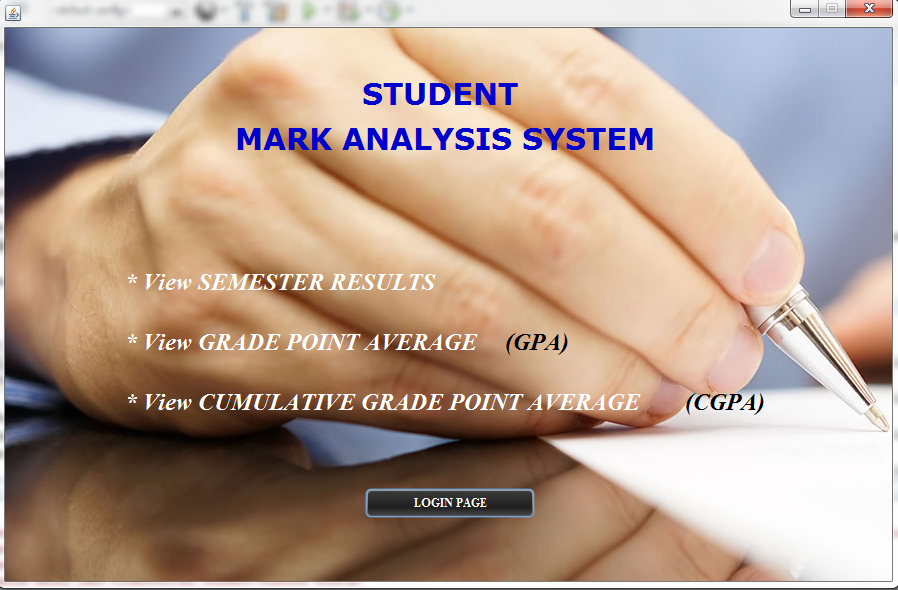 STUDENT
MARK ANALYSIS SYSTEM
* View SEMESTER RESULTS
* View GRADE POINT AVERAGE (GPA)
* View CUMULATIVE GRADE POINT AVERAGE (CGPA)
LOGIN PAGE